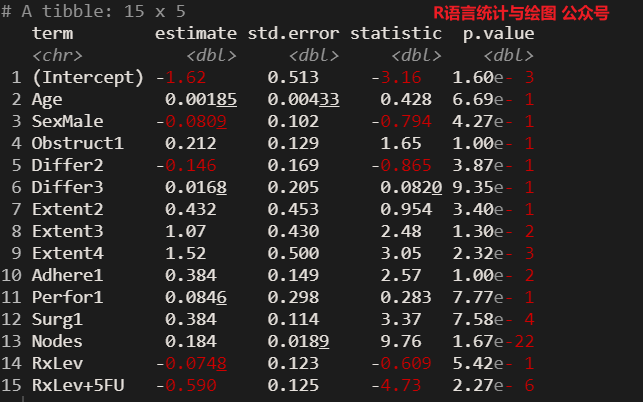 # A tibble: 15 x 5
R语言统计与绘图 公众号
term estimate std.error statistic p.value
<chr> <dbl> <dbl> <dbl> <dbl>
1 (Intercept) -1.62 0.513 -3.16 1.60e- 3
2 Age 0.00185 0.00433 0.428 6.69e- 1
3 SexMale -0.0809 0.102 -0.794 4.27e- 1
4 Obstruct1 0.212 0.129 1.65 1.00e- 1
5 Differ2 -0.146 0.169 -0.865 3.87e- 1
6 Differ3 0.0168 0.205 0.0820 9.35e- 1
7 Extent2 0.432 0.453 0.954 3.40e- 1
8 Extent3 1.07 0.430 2.48 1.30e- 2
9 Extent4 1.52 0.500 3.05 2.32e- 3
10 Adhere1 0.384 0.149 2.57 1.00e- 2
11 Perfor1 0.0846 0.298 0.283 7.77e- 1
12 Surg1 0.384 0.114 3.37 7.58e- 4
13 Nodes 0.184 0.0189 9.76 1.67e-22
14 RxLev -0.0748 0.123 -0.609 5.42e- 1
15 RxLev+5FU -0.590 0.125 -4.73 2.27e- 6